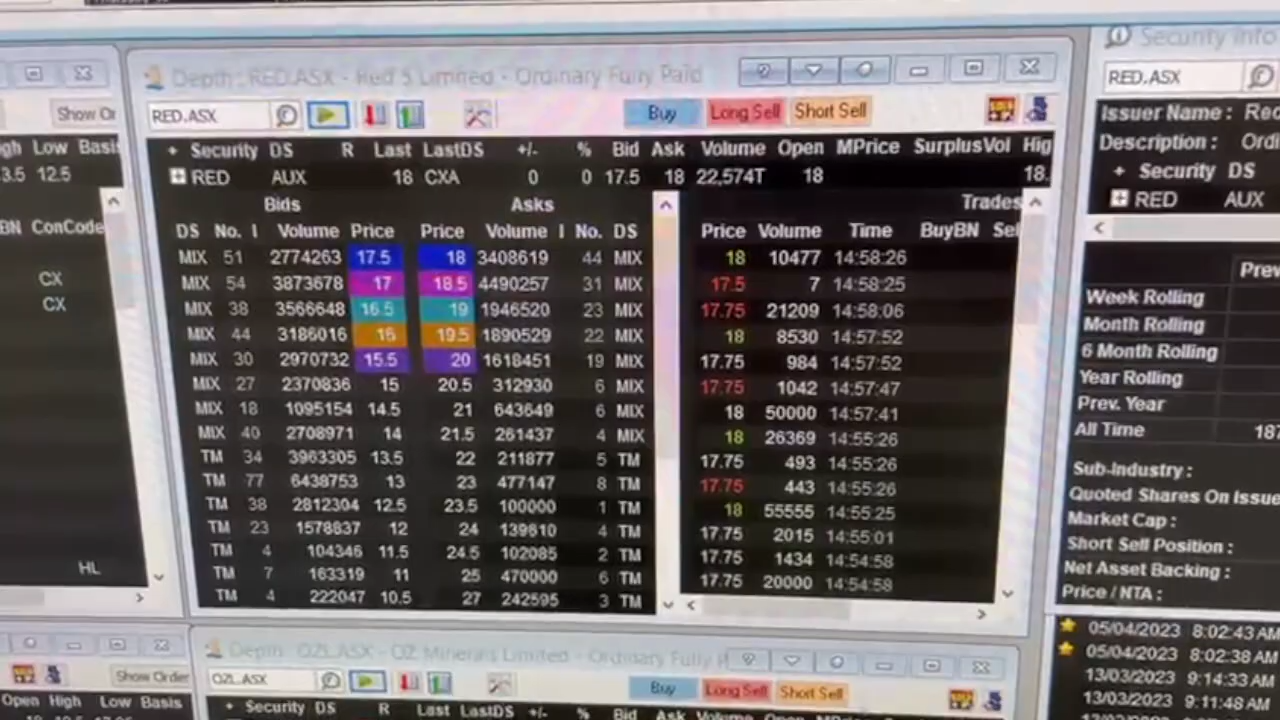 Depth : RED.ASX - Red 5 Limited - Ordinary Fully Paid
Security Info
Show Or
RED.ASX
Buy
Long Sell
Short Sell
RED.ASX
Issuer Name : Red
Description : Ordi
gh Low Basis
3.5 12.5
+ Security DS R Last LastDS +/- % Bid Ask Volume Open MPrice SurplusVol Hig
RED AUX 18 CXA 0 0 17.5 18 22,574T 18 18.
+ Security DS
RED AUX
Bids Asks Trades
BN ConCode
DS No. I Volume Price Price Volume I No. DS Price Volume Time BuyBN Sel
MIX 51 2774263 17.5 18 3408619 44 MIX 18 10477 14:58:26
CX MIX 54 3873678 17 18.5 4490257 31 MIX 17.5 7 14:58:25
CX MIX 38 3566648 16.5 19 1946520 23 MIX 17.75 21209 14:58:06
MIX 44 3186016 16 19.5 1890529 22 MIX 18 8530 14:57:52
MIX 30 2970732 15.5 20 1618451 19 MIX 17.75 984 14:57:52
MIX 27 2370836 15 20.5 312930 6 MIX 17.75 1042 14:57:47
MIX 18 1095154 14.5 21 643649 6 MIX 18 50000 14:57:41
MIX 40 2708971 14 21.5 261437 4 MIX 18 26369 14:55:26
TM 34 3963305 13.5 22 211877 5 TM 17.75 493 14:55:26
TM 77 6438753 13 23 477147 8 TM 17.75 443 14:55:26
TM 38 2812304 12.5 23.5 100000 1 TM 18 55555 14:55:25
TM 23 1578837 12 24 139610 4 TM 17.75 2015 14:55:01
TM 4 104346 11.5 24.5 102085 2 TM 17.75 1434 14:54:58
HL TM 7 163319 11 25 470000 6 TM 17.75 20000 14:54:58
TM 4 222047 10.5 27 242595 3 TM
Prev
Week Rolling
Month Rolling
6 Month Rolling
Year Rolling
Prev. Year
All Time 187
Sub-Industry :
Quoted Shares On Issue
Market Cap :
Short Sell Position :
Net Asset Backing :
Price / NTA :
05/04/2023 8:02:43 AM
05/04/2023 8:02:38 AM
13/03/2023 9:14:33 AM
13/03/2023 9:11:48 AM
Depth : OZL.ASX - OZ Minerals Limited - Ordinary Fully P
Show Order
OZL.ASX
Buy
Long Sell
Short Sell
Open High Low Basis
+ Security DS R Last LastDS +/- % Bid Ask Volume Open MPrice